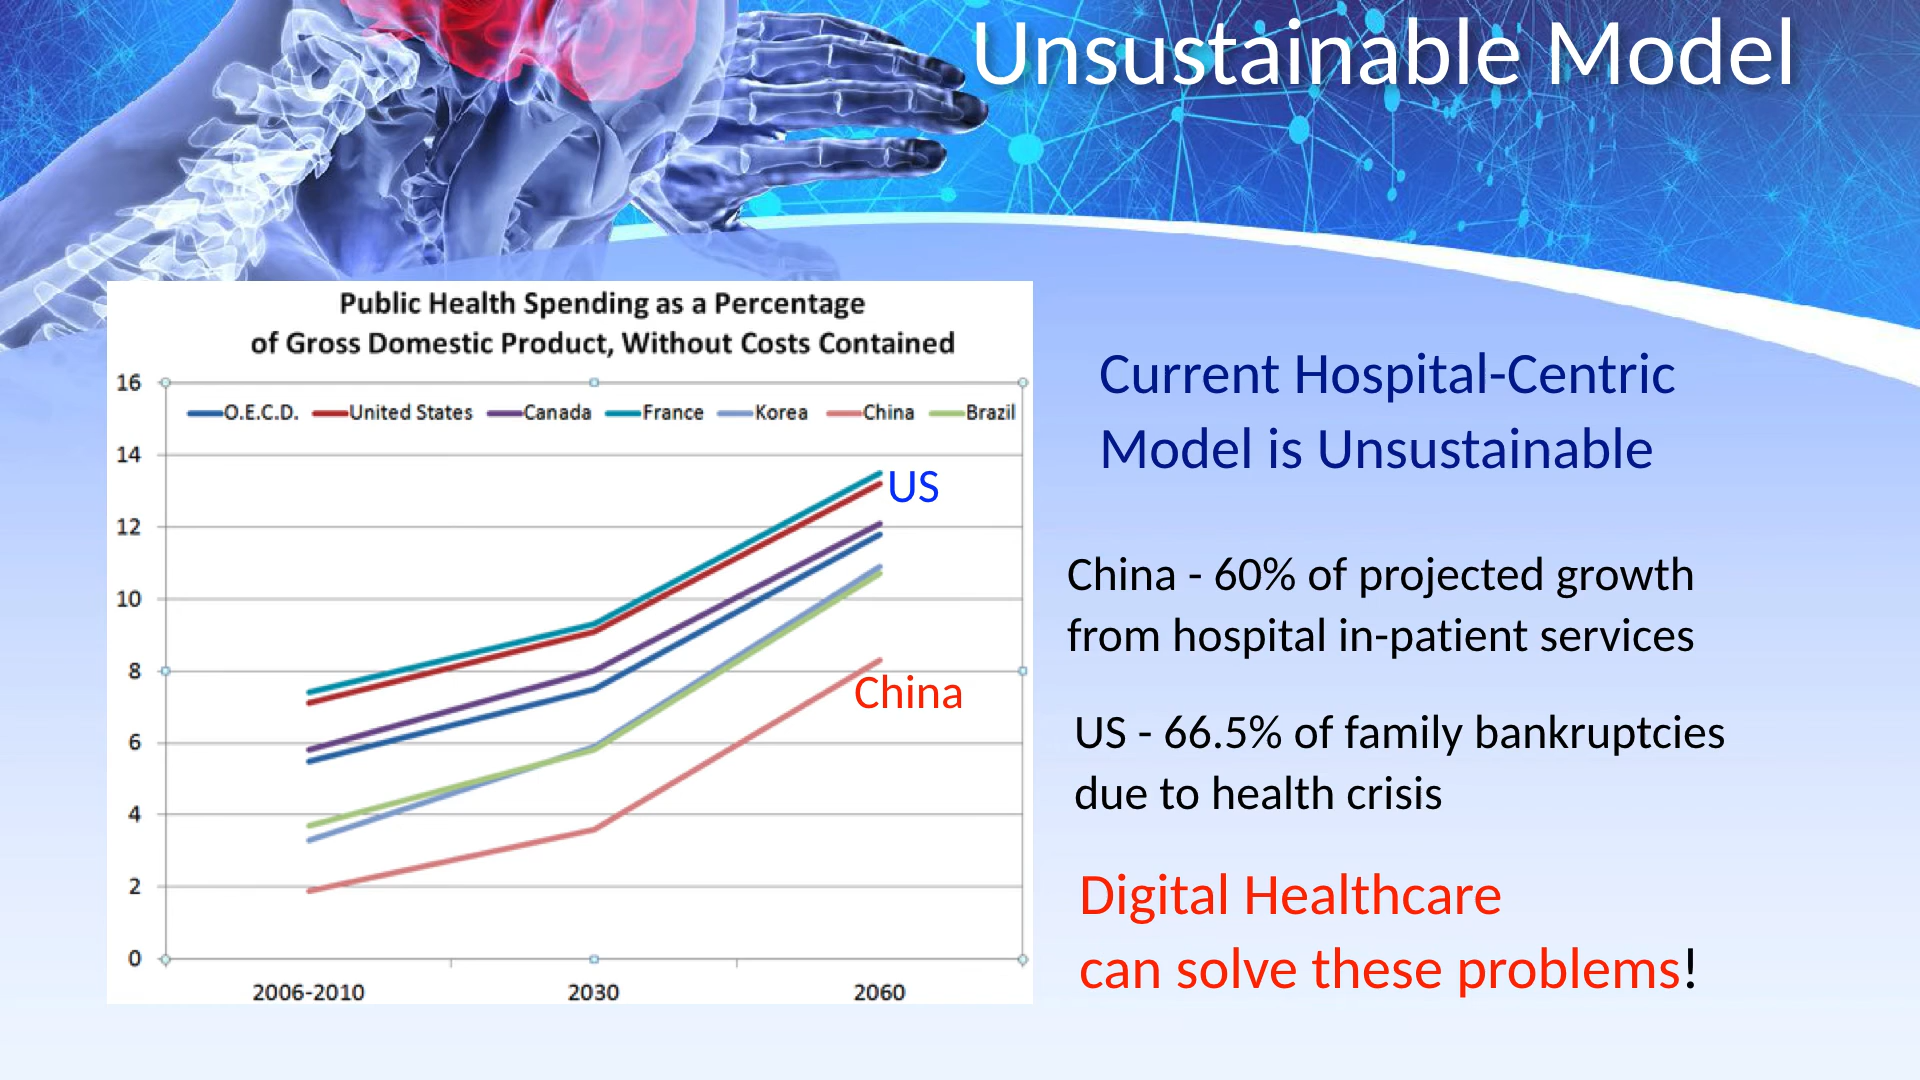 Unsustainable Model
Public Health Spending as a Percentage
of Gross Domestic Product, Without Costs Contained
16
O.E.C.D. United States Canada France Korea China Brazil
14
US
12
10
8
China
6
4
2
0
2006-2010 2030 2060
Current Hospital-Centric
Model is Unsustainable
China - 60% of projected growth
from hospital in-patient services
US - 66.5% of family bankruptcies
due to health crisis
Digital Healthcare
can solve these problems!